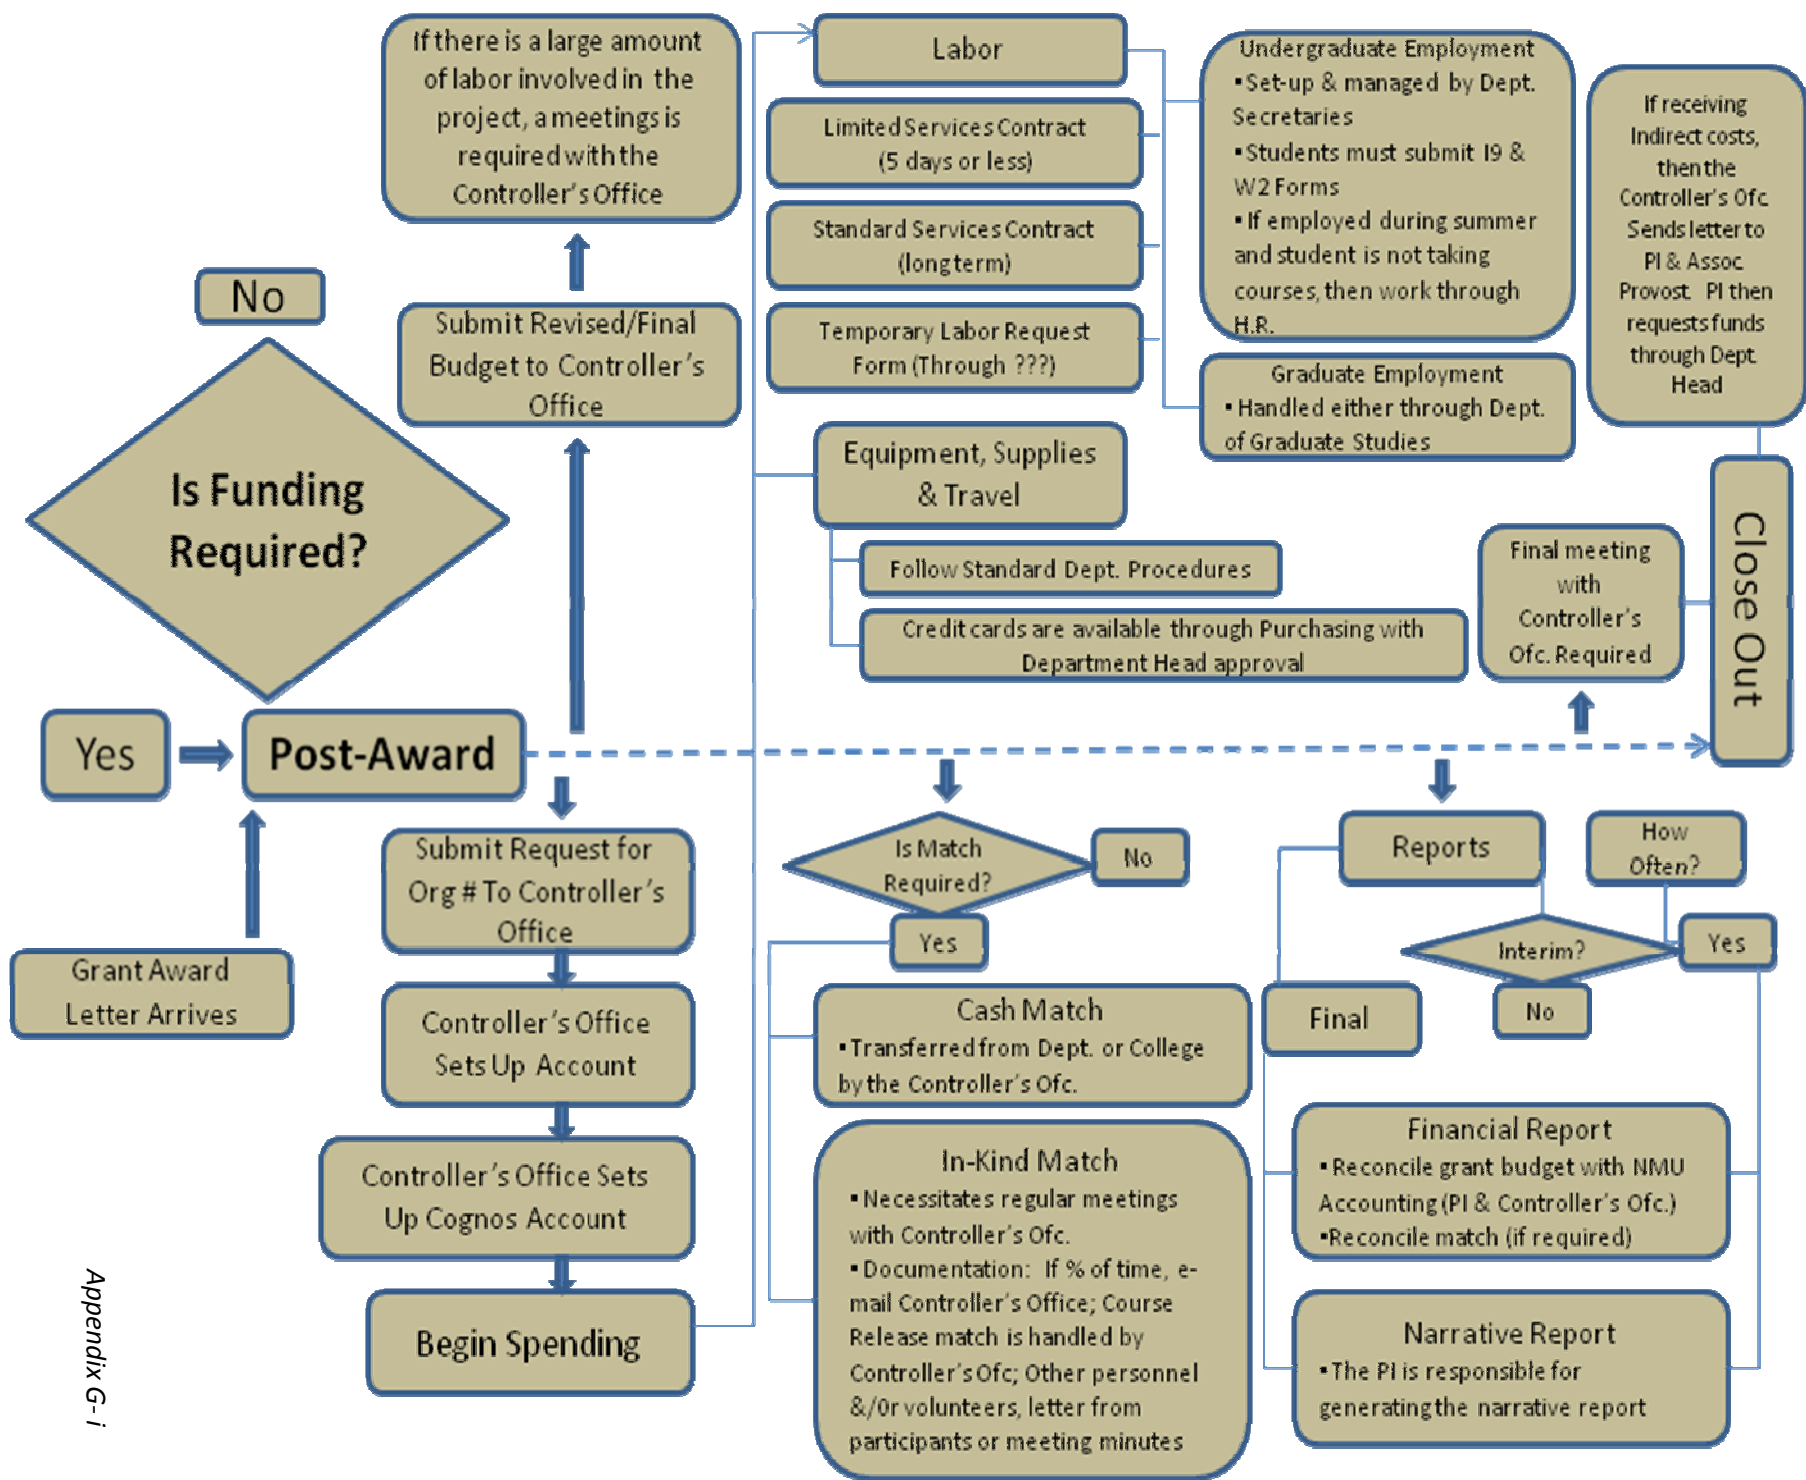 If there is a large amount
of labor involved in the
project, a meetings is
required with the
Controller's Office
No
Submit Revised/Final
Budget to Controller's
Office
Is Funding
Required?
Yes
Post-Award
Grant Award
Letter Arrives
Submit Request for
Org # To Controller's
Office
Controller's Office
Sets Up Account
Controller's Office Sets
Up Cognos Account
Begin Spending
Labor
Limited Services Contract
(5 days or less)
Standard Services Contract
(long term)
Temporary Labor Request
Form (Through ???)
Undergraduate Employment
▪Set-up & managed by Dept.
Secretaries
▪Students must submit I9 &
W2 Forms
▪If employed during summer
and student is not taking
courses, then work through
H.R.
Graduate Employment
▪Handled either through Dept.
of Graduate Studies
Equipment, Supplies
& Travel
Follow Standard Dept. Procedures
Credit cards are available through Purchasing with
Department Head approval
If receiving
Indirect costs,
then the
Controller's Ofc.
Sends letter to
PI & Assoc.
Provost. PI then
requests funds
through Dept.
Head
Final meeting
with
Controller's
Ofc. Required
Close Out
Is Match
Required?
No
Yes
Cash Match
▪Transferred from Dept. or College
by the Controller's Ofc.
In-Kind Match
▪Necessitates regular meetings
with Controller's Ofc.
▪Documentation: If % of time, e-
mail Controller's Office; Course
Release match is handled by
Controller's Ofc; Other personnel
&/0r volunteers, letter from
participants or meeting minutes
Reports
How
Often?
Interim?
Yes
No
Final
Financial Report
▪Reconcile grant budget with NMU
Accounting (PI & Controller's Ofc.)
▪Reconcile match (if required)
Narrative Report
▪The PI is responsible for
generating the narrative report
Appendix G- i